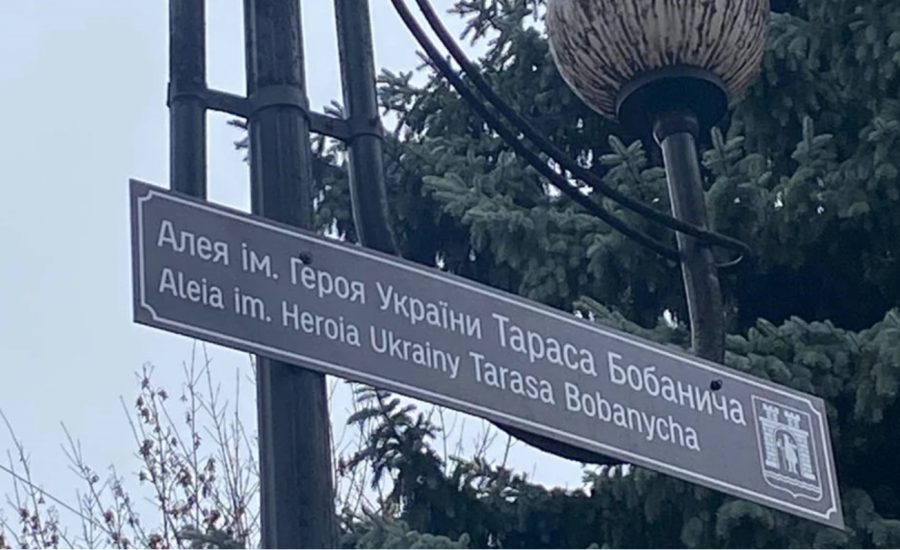 Алея ім. Героя України Тараса Бобанича
Aleia im. Heroia Ukrainy Tarasa Bobanycha